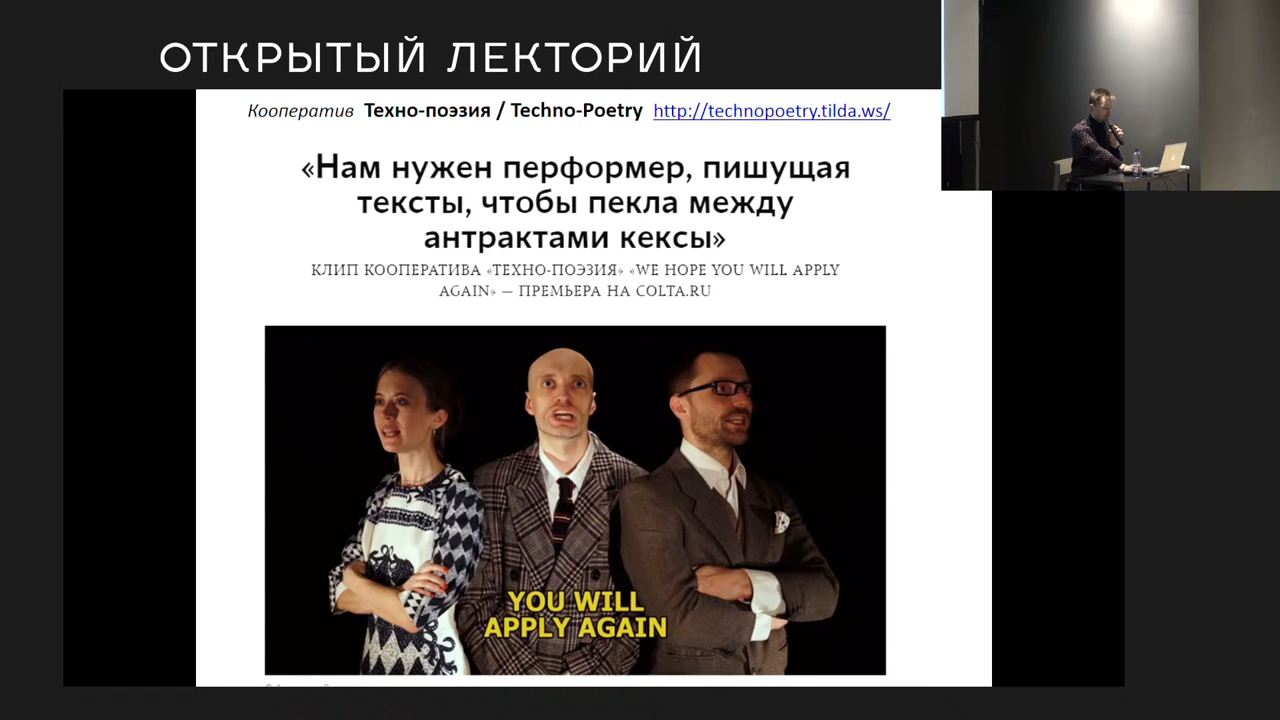 ОТКРЫТЫЙ ЛЕКТОРИЙ
Кооператив Техно-поэзия / Techno-Poetry http://technopoetry.tilda.ws/
«Нам нужен перформер, пишущая
тексты, чтобы пекла между
антрактами кексы»
КЛИП КООПЕРАТИВА «ТЕХНО-ПОЭЗИЯ» «WE HOPE YOU WILL APPLY
AGAIN» — ПРЕМЬЕРА НА COLTA.RU
YOU WILL
APPLY AGAIN